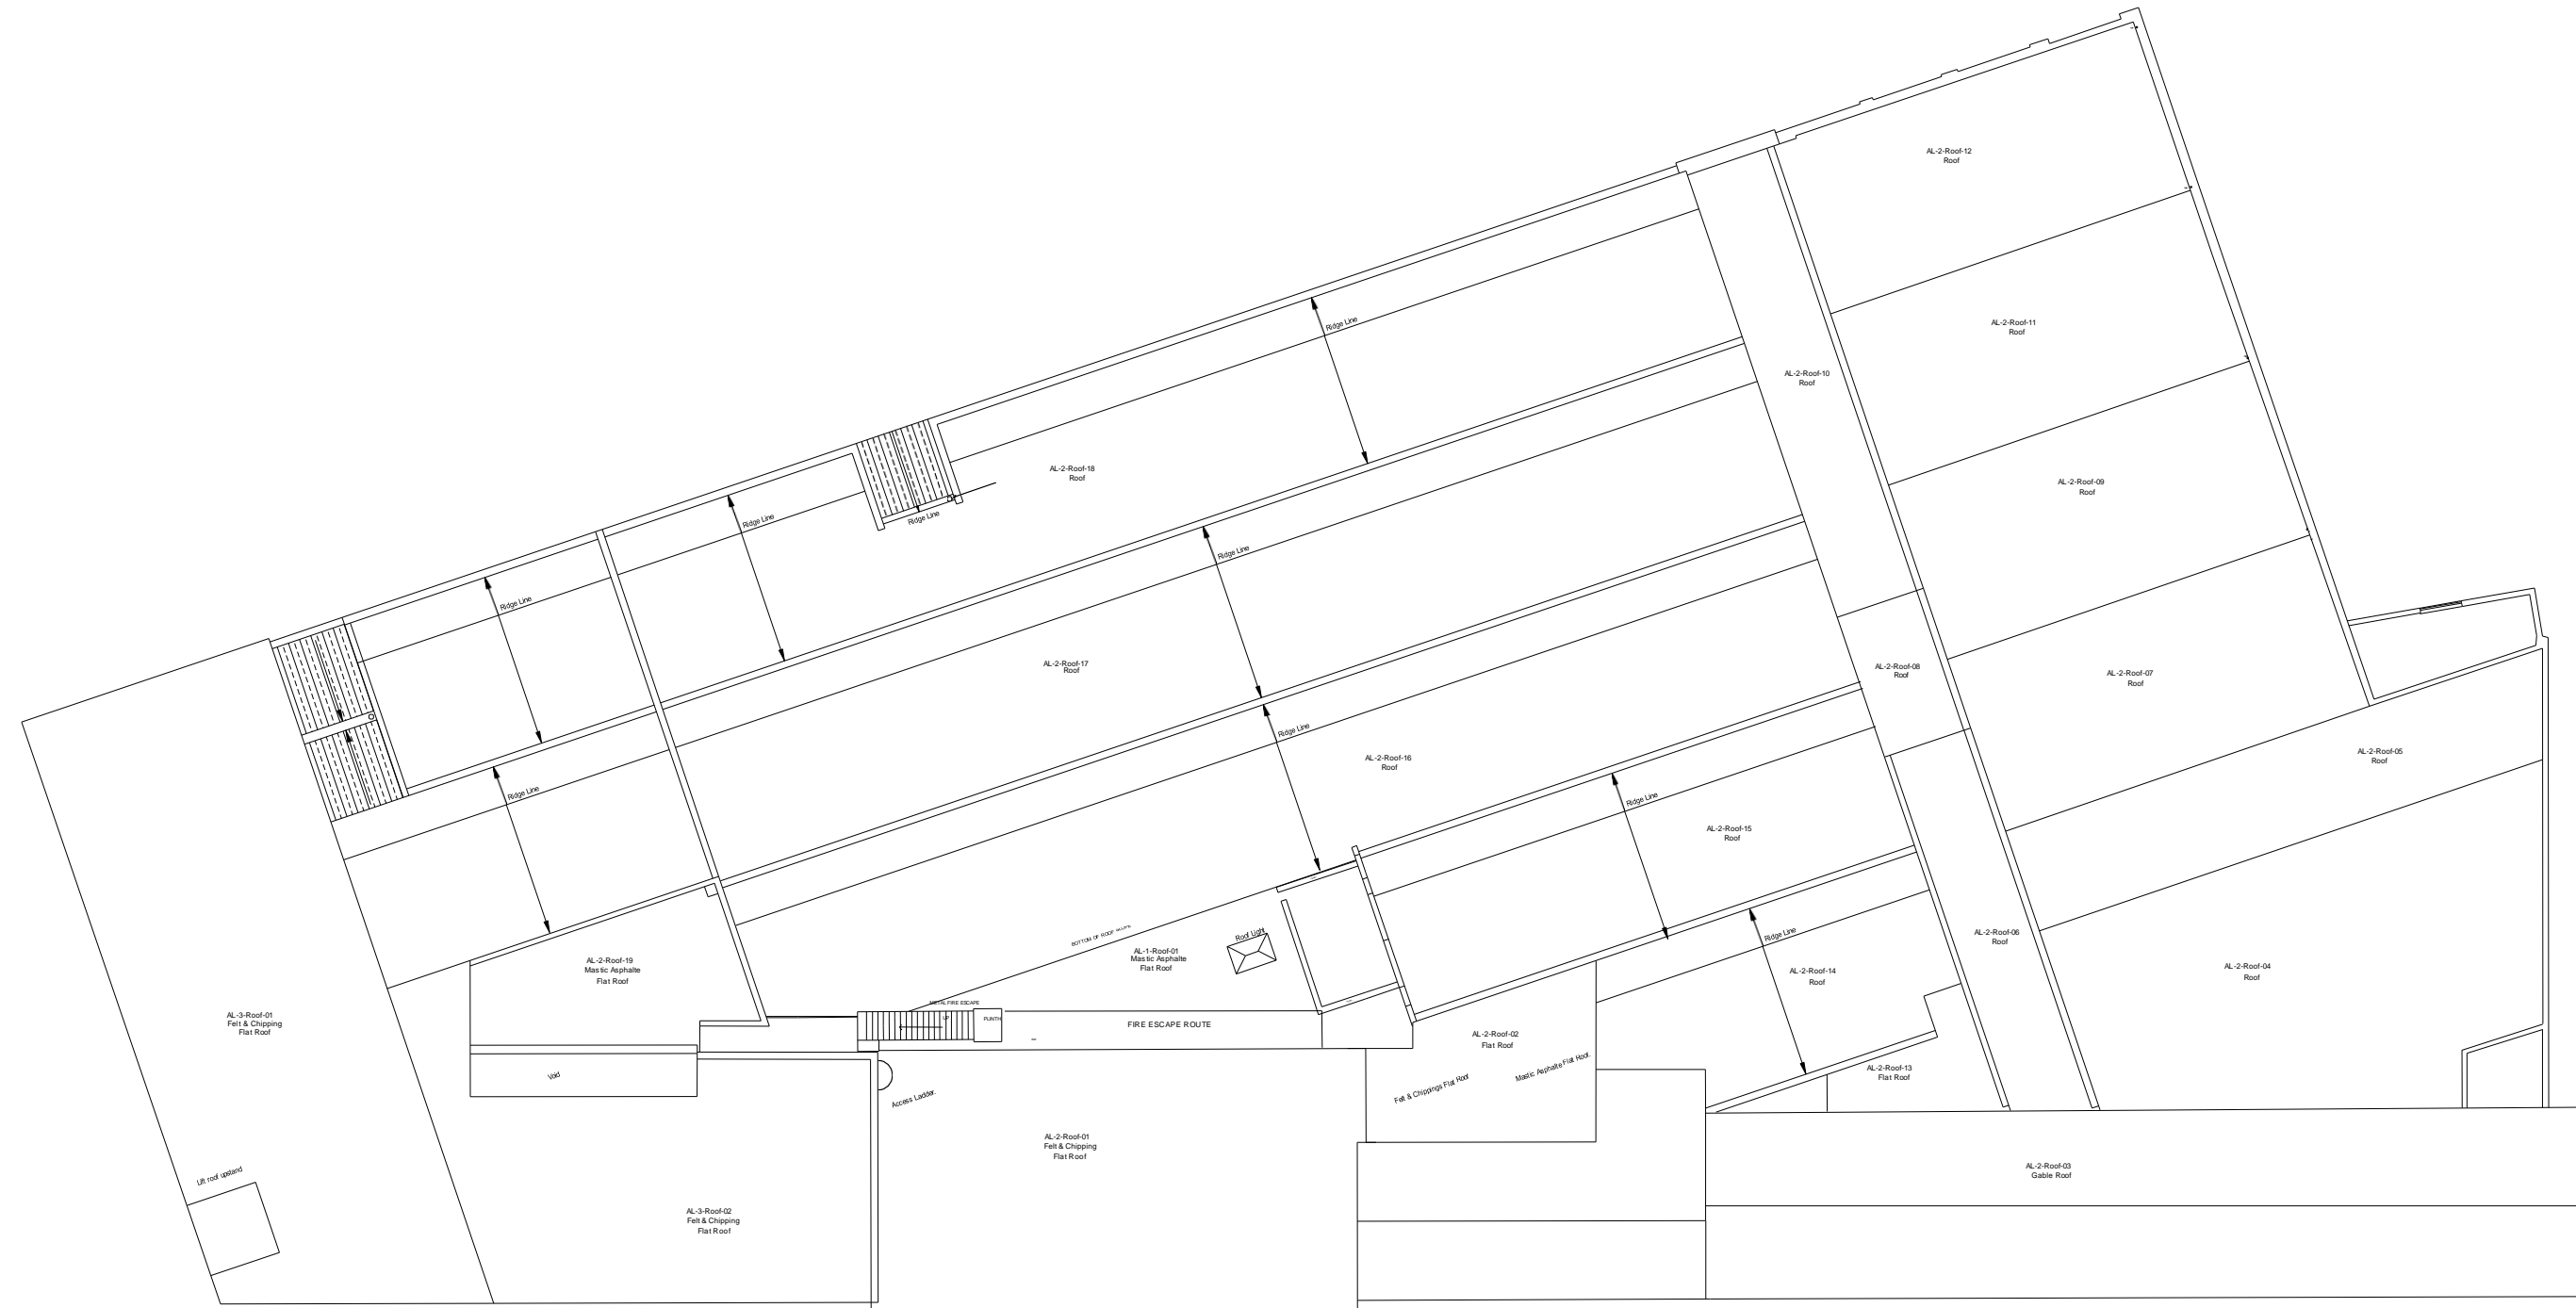 AL-2-Roof-12
Roof
AL-2-Roof-11
Roof
Ridge Line
AL-2-Roof-10
Roof
AL-2-Roof-18
Roof
AL-2-Roof-09
Roof
Ridge Line
Ridge Line
Ridge Line
Ridge Line
AL-2-Roof-17
Roof
AL-2-Roof-08
Roof
AL-2-Roof-07
Roof
Ridge Line
AL-2-Roof-05
Roof
AL-2-Roof-16
Roof
Ridge Line
Ridge Line
AL-2-Roof-15
Roof
BOTTOM OF ROOF
Roof Light
Ridge Line
AL-2-Roof-06
Roof
AL-1-Roof-01
Mastic Asphalte
Flat Roof
AL-2-Roof-19
Mastic Asphalte
Flat Roof
AL-2-Roof-14
Roof
AL-2-Roof-04
Roof
METAL FIRE ESCAPE
UP
PLINTH
FIRE ESCAPE ROUTE
AL-3-Roof-01
Felt & Chipping
Flat Roof
AL-2-Roof-02
Flat Roof
Mastic Asphalte Flat Roof.
Felt & Chippings Flat Roof
AL-2-Roof-13
Flat Roof
Void
Access Ladder.
AL-2-Roof-01
Felt & Chipping
Flat Roof
AL-2-Roof-03
Gable Roof
Lift roof upstand
AL-3-Roof-02
Felt & Chipping
Flat Roof